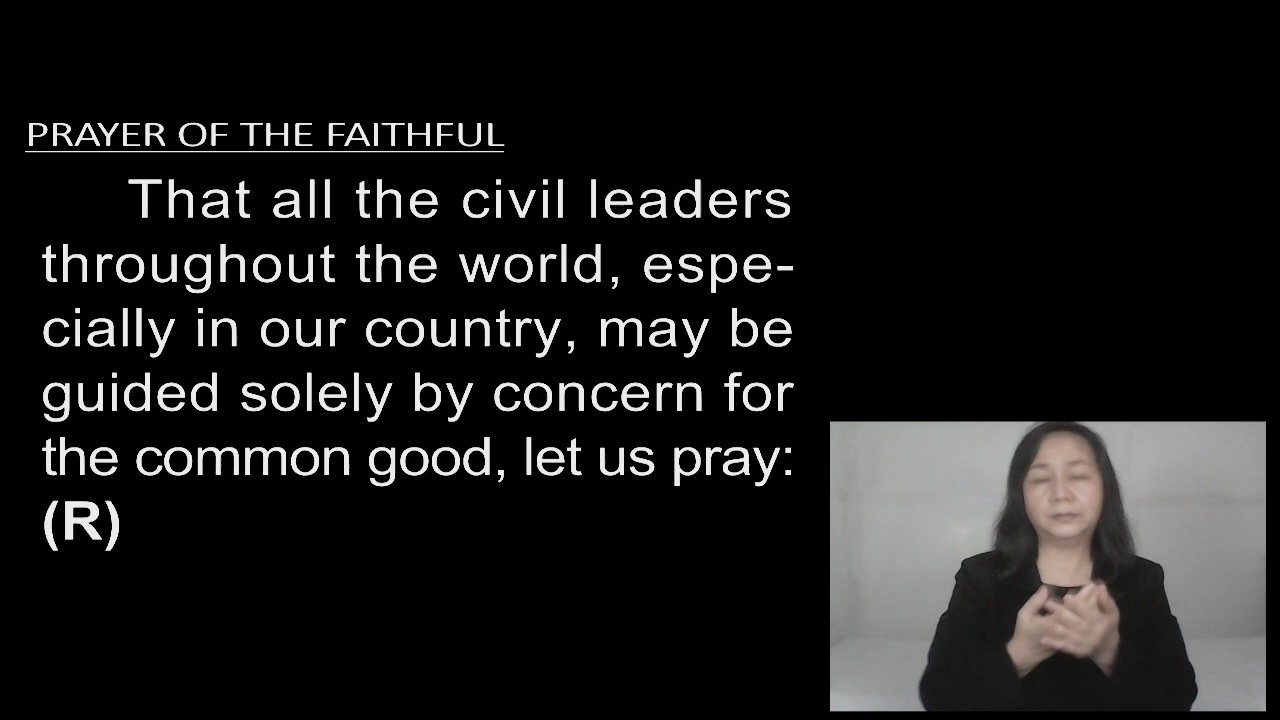 PRAYER OF THE FAITHFUL
That all the civil leaders
throughout the world, espe-
cially in our country, may be
guided solely by concern for
the common good, let us pray:
(R)